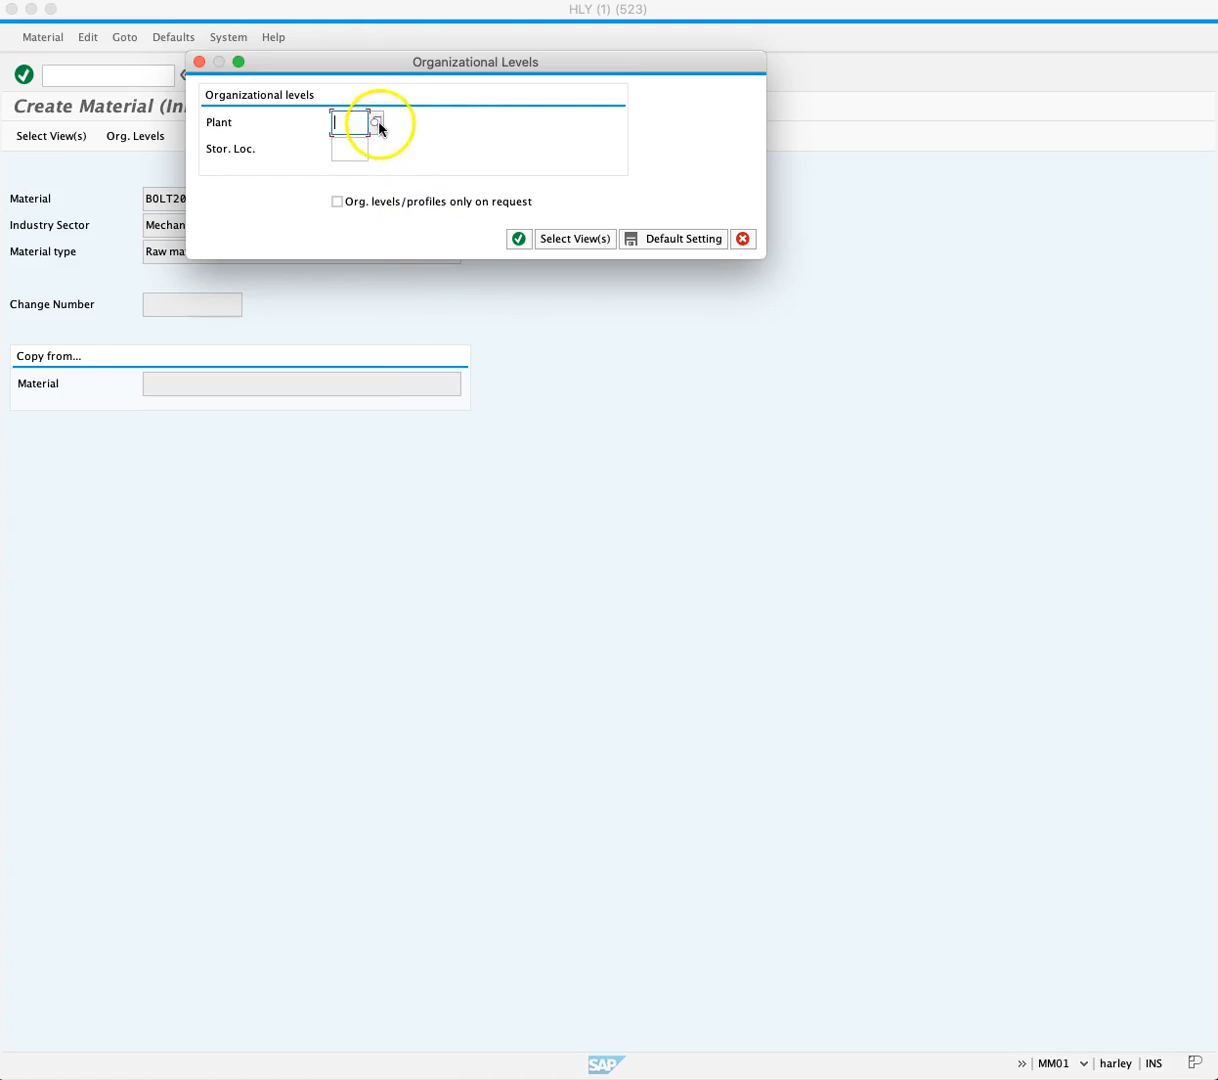 HLY (1) (523)
Material Edit Goto Defaults System Help
Organizational Levels
Create Material
Organizational levels
Select View(s) Org. Levels
Plant
Stor. Loc.
Org. levels/profiles only on request
Select View(s) Default Setting
Material BOLT20
Industry Sector Mechan
Material type Raw ma
Change Number
Copy from...
Material
SAP
MM01 harley INS